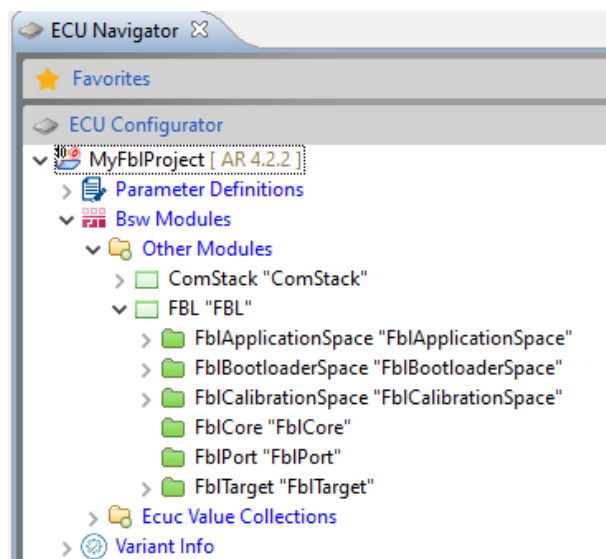 ECU Navigator
Favorites
ECU Configurator
MyFblProject [ AR 4.2.2 ]
Parameter Definitions
Bsw Modules
Other Modules
ComStack "ComStack"
FBL "FBL"
FblApplicationSpace "FblApplicationSpace"
FblBootloaderSpace "FblBootloaderSpace"
FblCalibrationSpace "FblCalibrationSpace"
FblCore "FblCore"
FblPort "FblPort"
FblTarget "FblTarget"
Ecuc Value Collections
Variant Info